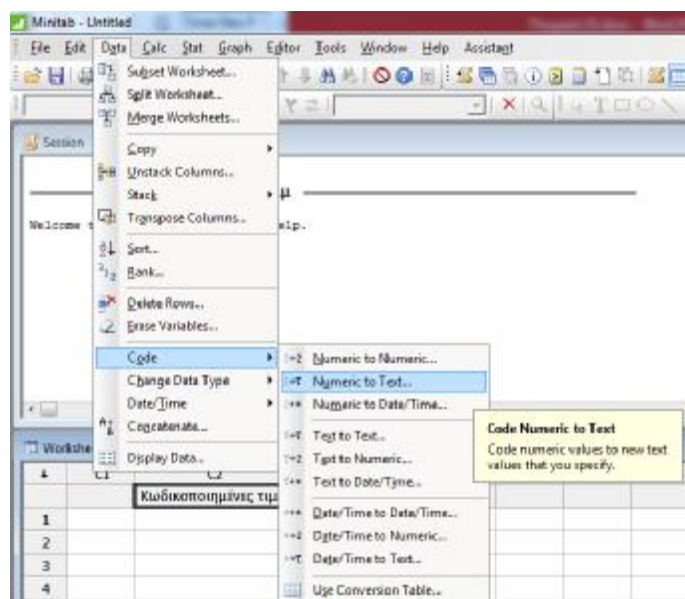 Minitab - Untitled
File Edit Data Calc Stat Graph Editor Tools Window Help Assistant
Subset Worksheet...
Split Worksheet...
Merge Worksheets...
Session
Copy
Unstack Columns...
Stack
Transpose Columns...
Welcome
elp.
Sort...
Rank...
Delete Rows...
Erase Variables...
Code
Numeric to Numeric...
Change Data Type
Numeric to Text...
Date/Time
Numeric to Date/Time...
Concatenate...
Code Numeric to Text
Text to Text...
Code numeric values to new text
values that you specify.
Display Data...
Text to Numeric...
Workshe
Text to Date/Time...
C1 C2
Κωδικοποιημένες τιμ
Date/Time to Date/Time...
1
Date/Time to Numeric...
2
Date/Time to Text...
3
4
Use Conversion Table...